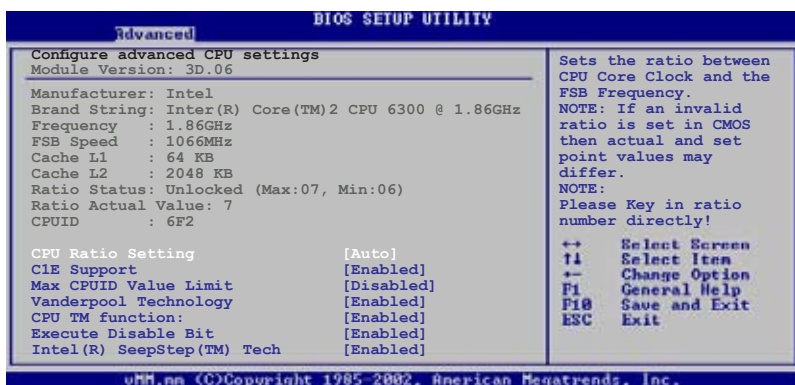 BIOS SETUP UTILITY
Advanced
Configure advanced CPU settings
Module Version: 3D.06
Manufacturer: Intel
Brand String: Inter(R) Core(TM)2 CPU 6300 @ 1.86GHz
Frequency : 1.86GHz
FSB Speed : 1066MHz
Cache L1 : 64 KB
Cache L2 : 2048 KB
Ratio Status: Unlocked (Max:07, Min:06)
Ratio Actual Value: 7
CPUID : 6F2
CPU Ratio Setting [Auto]
C1E Support [Enabled]
Max CPUID Value Limit [Disabled]
Vanderpool Technology [Enabled]
CPU TM function: [Enabled]
Execute Disable Bit [Enabled]
Intel(R) SeepStep(TM) Tech [Enabled]
Sets the ratio between
CPU Core Clock and the
FSB Frequency.
NOTE: If an invalid
ratio is set in CMOS
then actual and set
point values may
differ.
NOTE:
Please Key in ratio
number directly!
↔ Select Screen
↑↓ Select Item
+- Change Option
F1 General Help
F10 Save and Exit
ESC Exit
(C)Copyright 1985-2002, American Megatrends, Inc.